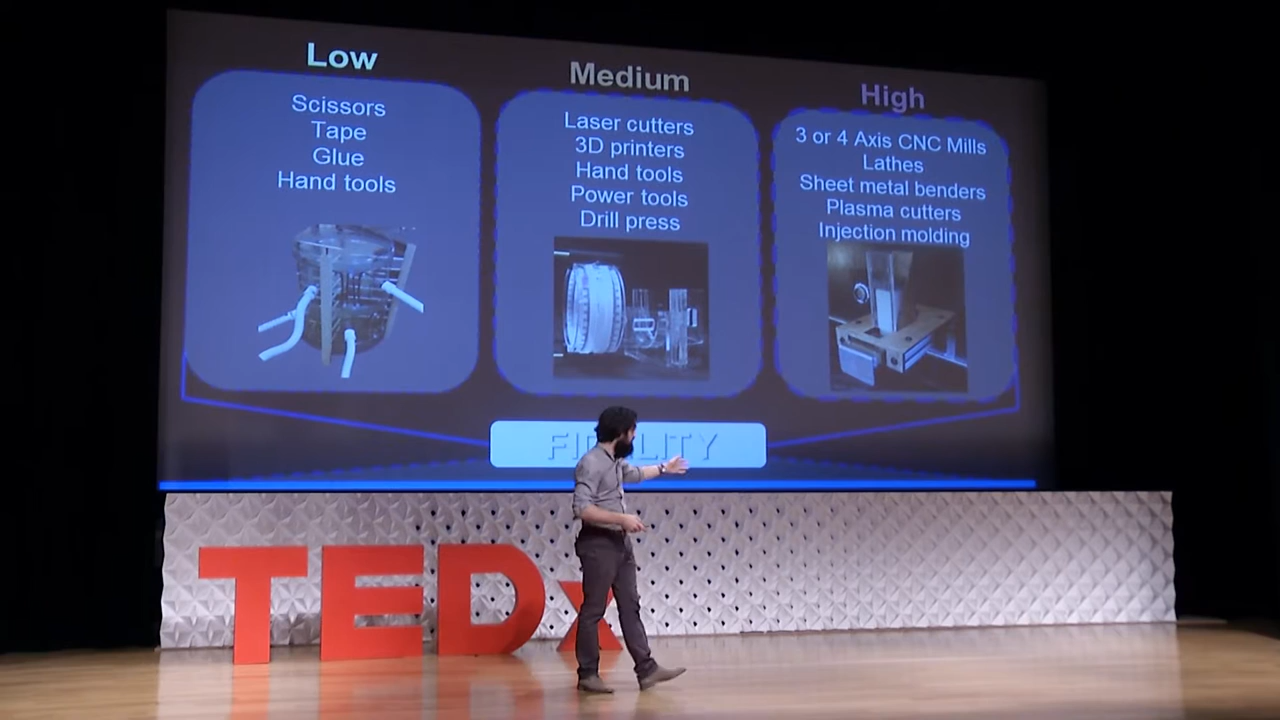 Low
Scissors
Tape
Glue
Hand tools
Medium
Laser cutters
3D printers
Hand tools
Power tools
Drill press
High
3 or 4 Axis CNC Mills
Lathes
Sheet metal benders
Plasma cutters
Injection molding
FIDELITY
TEDx